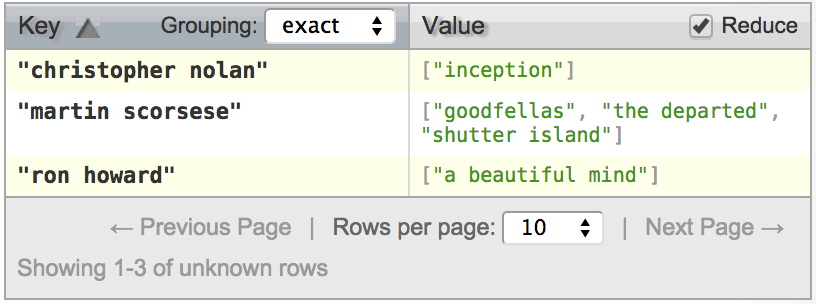 Key Grouping: exact Value Reduce
"christopher nolan" ["inception"]
"martin scorsese" ["goodfellas", "the departed",
"shutter island"]
"ron howard" ["a beautiful mind"]
← Previous Page | Rows per page: 10 | Next Page →
Showing 1-3 of unknown rows